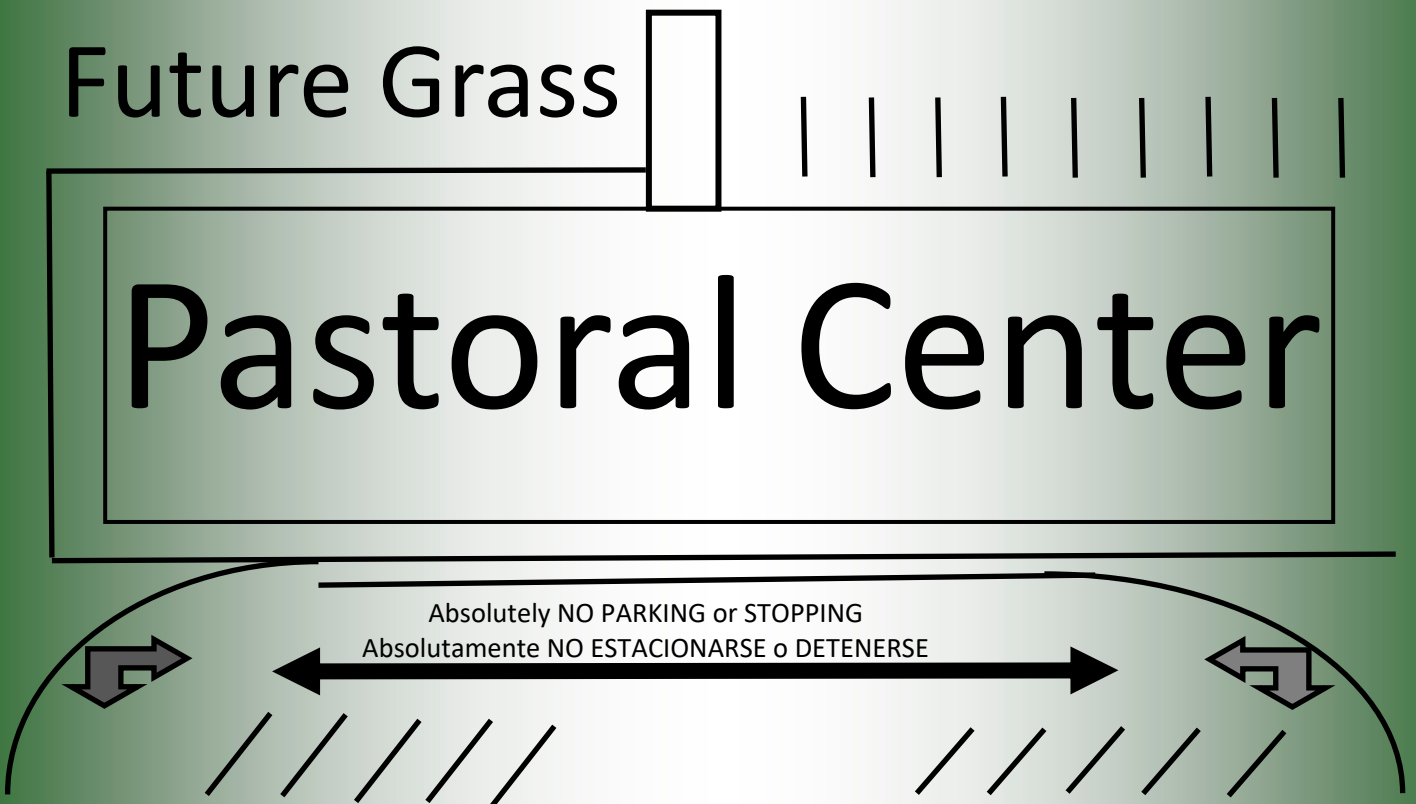 Future Grass
Pastoral Center
Absolutely NO PARKING or STOPPING
Absolutamente NO ESTACIONARSE o DETENERSE